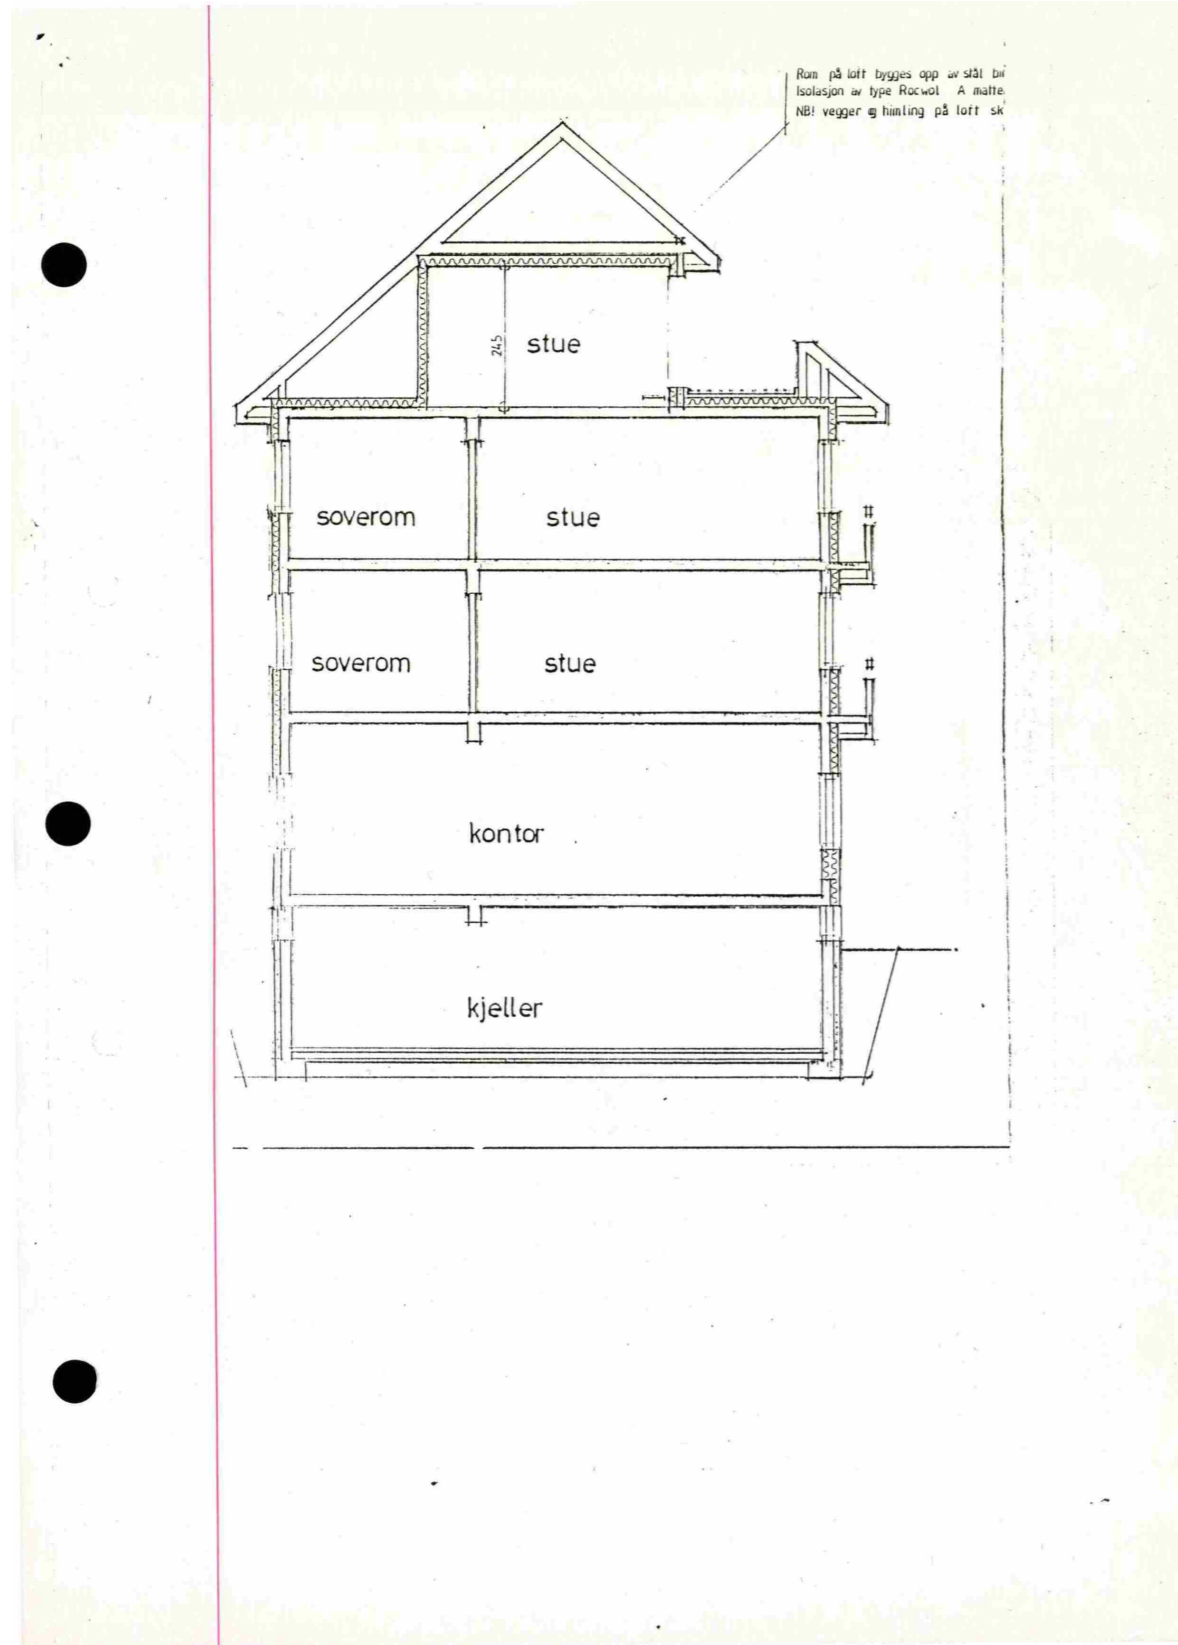 Rom på loft bygges opp av stål
Isolasjon av type Rocwol A matte
NB! vegger og himling på loft
245
stue
soverom stue
soverom stue
kontor
kjeller